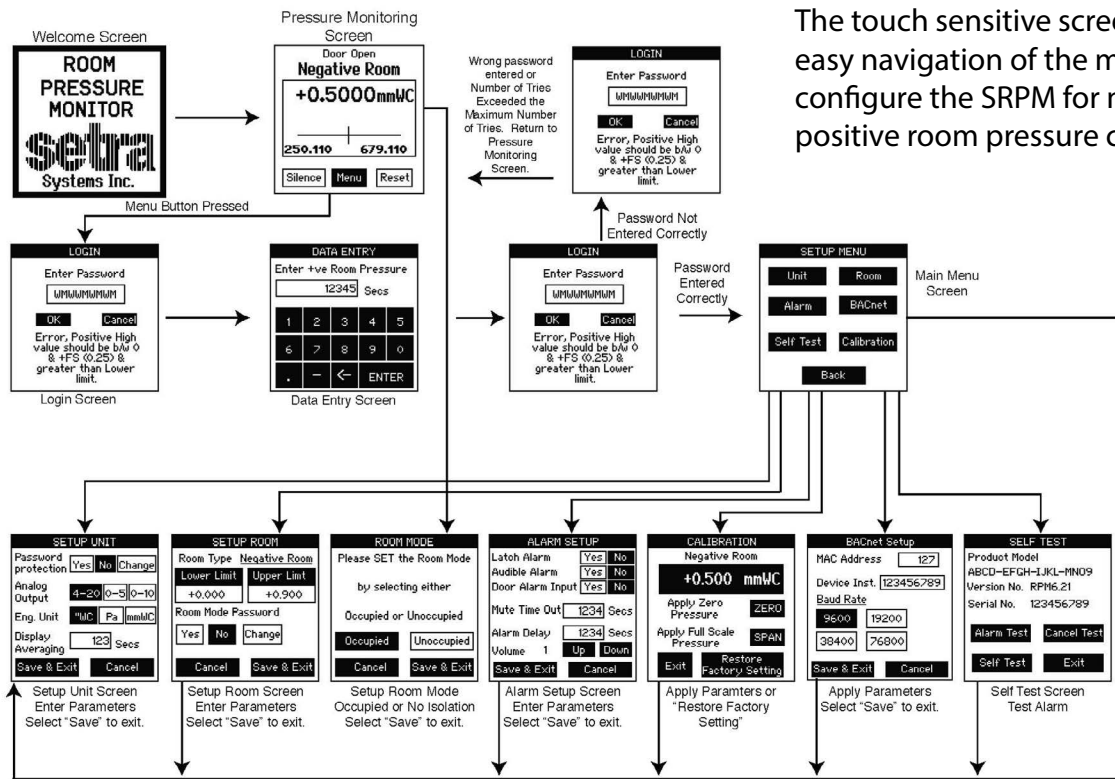 The touch sensitive scree
easy navigation of the m
configure the SRPM for n
positive room pressure c
Welcome Screen
ROOM
PRESSURE
MONITOR
setra
Systems Inc.
Pressure Monitoring
Screen
Door Open
Negative Room
+0.5000mmWC
250.110 679.110
Silence Menu Reset
Wrong password
entered or
Number of Tries
Exceeded the
Maximum Number
of Tries. Return to
Pressure
Monitoring
Screen.
LOGIN
Enter Password
WMWWMWMWM
OK Cancel
Error, Positive High
value should be b/w 0
& +FS (0.25) &
greater than Lower
limit.
Menu Button Pressed
Password Not
Entered Correctly
LOGIN
Enter Password
WMWWMWMWM
OK Cancel
Error, Positive High
value should be b/w 0
& +FS (0.25) &
greater than Lower
limit.
Login Screen
DATA ENTRY
Enter +ve Room Pressure
12345 Secs
1 2 3 4 5
6 7 8 9 0
. - <- ENTER
Data Entry Screen
LOGIN
Enter Password
WMWWMWMWM
OK Cancel
Error, Positive High
value should be b/w 0
& +FS (0.25) &
greater than Lower
limit.
Password
Entered
Correctly
SETUP MENU
Unit Room
Alarm BACnet
Self Test Calibration
Back
Main Menu
Screen
SETUP UNIT
Password
protection Yes No Change
Analog
Output 4-20 0-5 0-10
Eng. Unit "WC Pa mmWC
Display
Averaging 123 Secs
Save & Exit Cancel
Setup Unit Screen
Enter Parameters
Select "Save" to exit.
SETUP ROOM
Room Type Negative Room
Lower Limit Upper Limt
+0.000 +0.900
Room Mode Password
Yes No Change
Cancel Save & Exit
Setup Room Screen
Enter Parameters
Select "Save" to exit.
ROOM MODE
Please SET the Room Mode
by selecting either
Occupied or Unoccupied
Occupied Unoccupied
Cancel Save & Exit
Setup Room Mode
Occupied or No Isolation
Select "Save" to exit.
ALARM SETUP
Latch Alarm Yes No
Audible Alarm Yes No
Door Alarm Input Yes No
Mute Time Out 1234 Secs
Alarm Delay 1234 Secs
Volume 1 Up Down
Save & Exit Cancel
Alarm Setup Screen
Enter Parameters
Select "Save" to exit.
CALIBRATION
Negative Room
+0.500 mmWC
Apply Zero
Pressure ZERO
Apply Full Scale
Pressure SPAN
Exit Restore
Factory Setting
Apply Paramters or
"Restore Factory
Setting"
BACnet Setup
MAC Address 127
Device Inst. 123456789
Baud Rate
9600 19200
38400 76800
Save & Exit Cancel
Apply Parameters
Select "Save" to exit.
SELF TEST
Product Model
ABCD-EFGH-IJKL-MNO9
Version No. RPM6.21
Serial No. 123456789
Alarm Test Cancel Test
Self Test Exit
Self Test Screen
Test Alarm